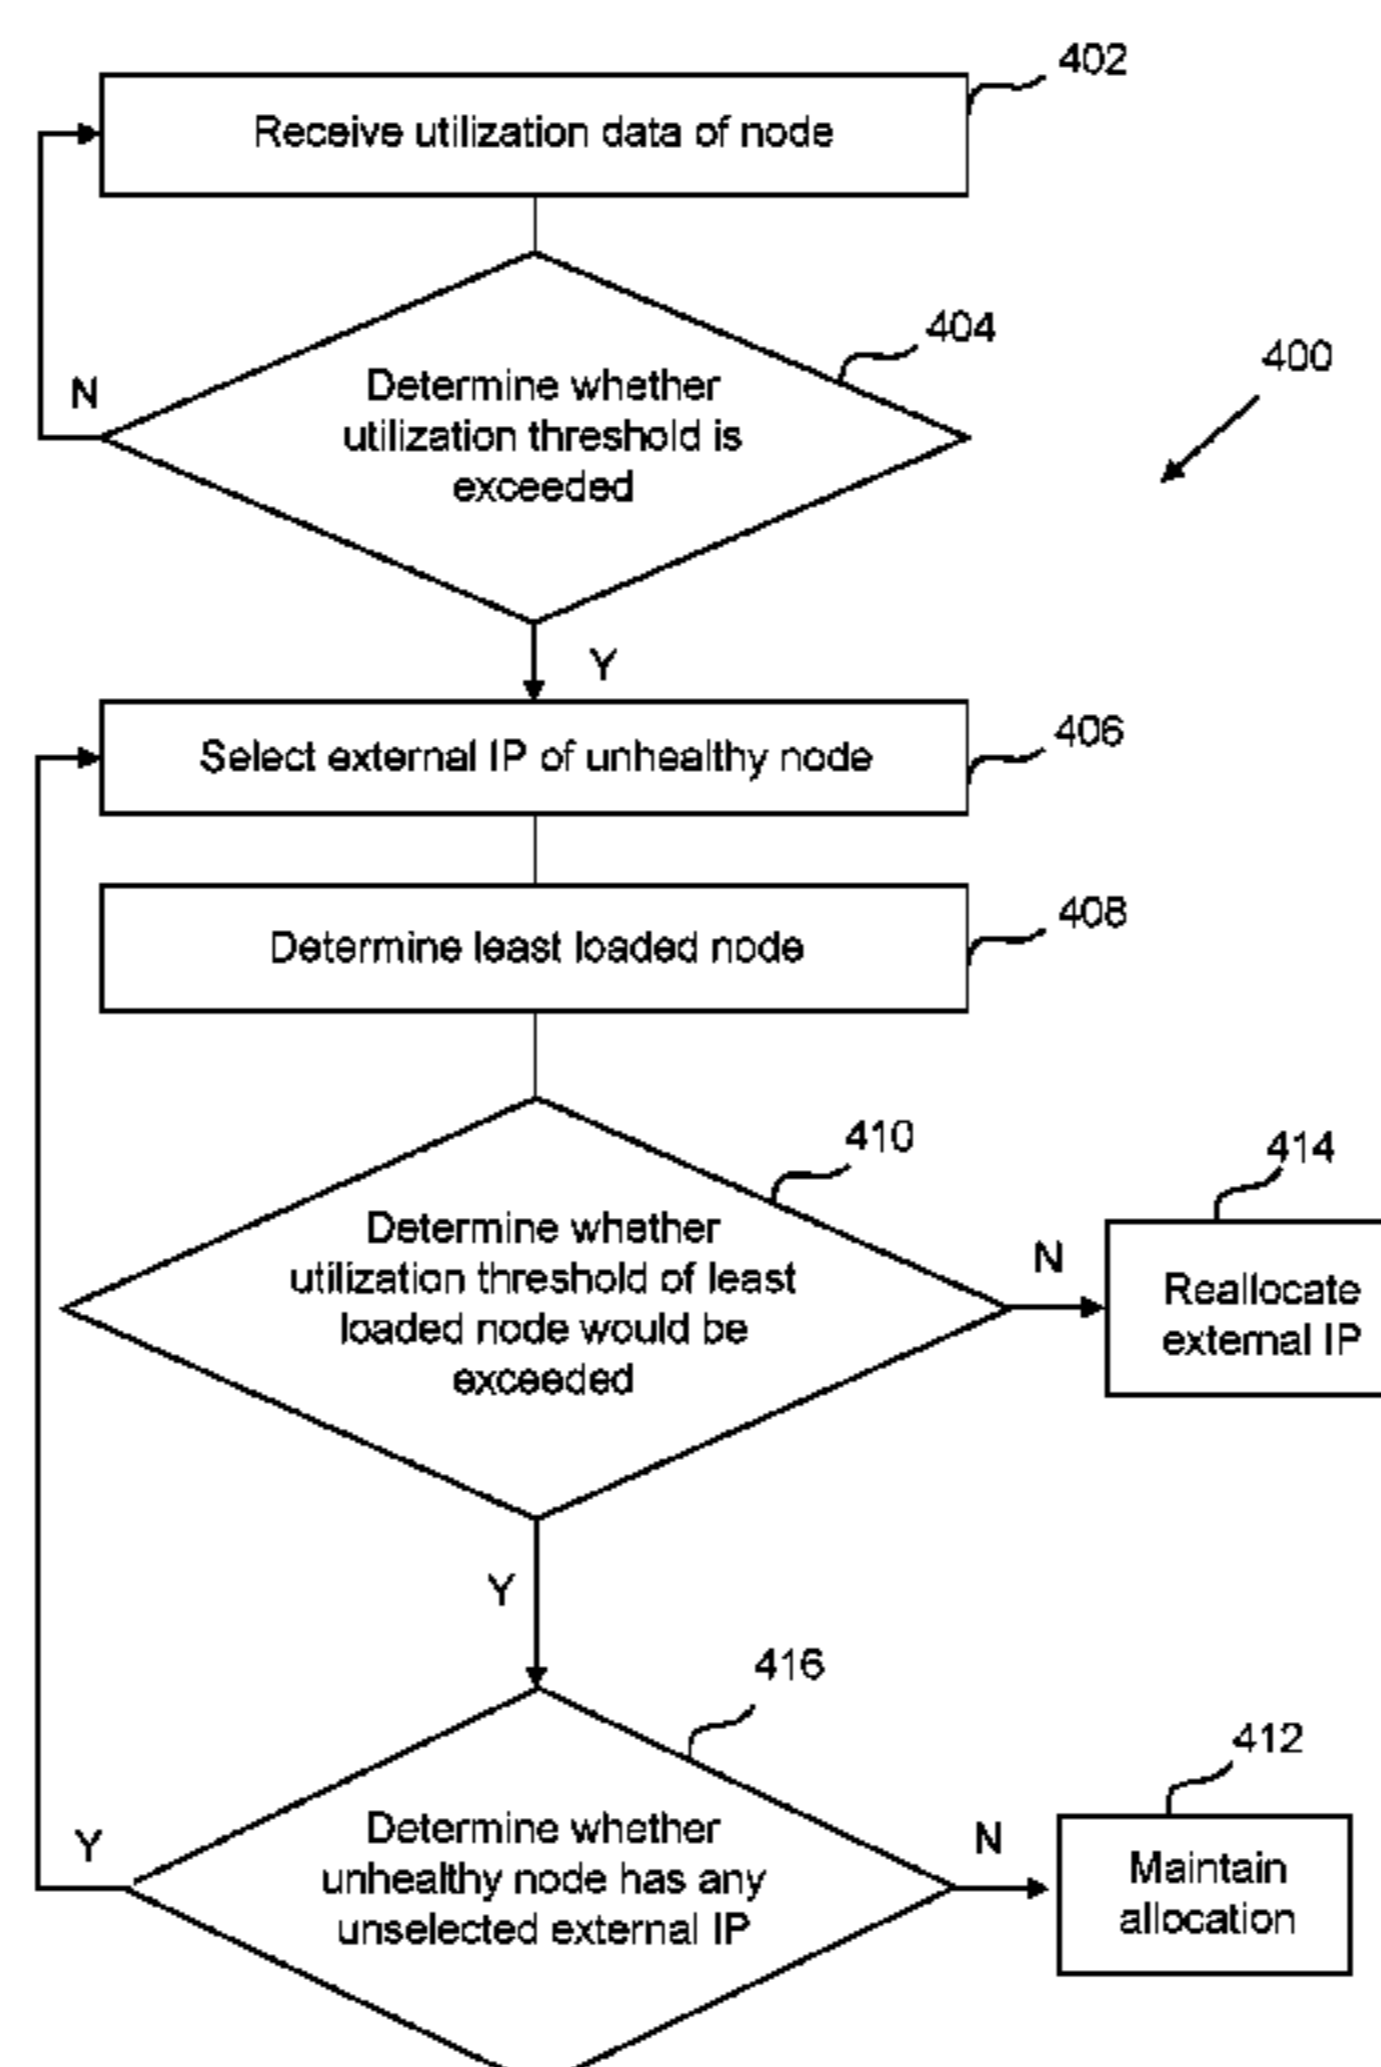 402
Receive utilization data of node
404
400
N
Determine whether
utilization threshold is
exceeded
Y
406
Select external IP of unhealthy node
408
Determine least loaded node
410
414
Determine whether
utilization threshold of least
loaded node would be
exceeded
N
Reallocate
external IP
Y
416
412
Determine whether
unhealthy node has any
unselected external IP
Y
N
Maintain
allocation